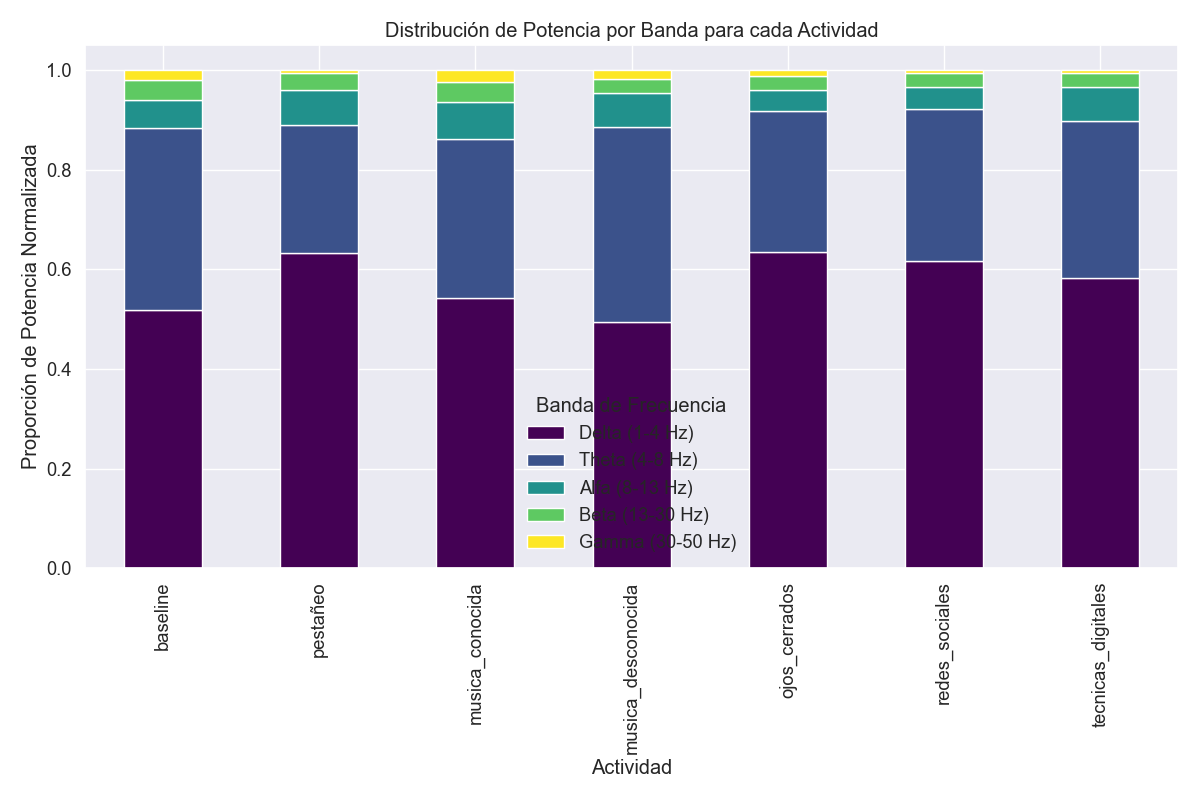 Distribución de Potencia por Banda para cada Actividad
Proporción de Potencia Normalizada
1.0
0.8
0.6
0.4
0.2
0.0
Banda de Frecuencia
Delta (1-4 Hz)
Theta (4-8 Hz)
Alfa (8-13 Hz)
Beta (13-30 Hz)
Gamma (30-50 Hz)
baseline
pestañeo
musica_conocida
musica_desconocida
ojos_cerrados
redes_sociales
tecnicas_digitales
Actividad